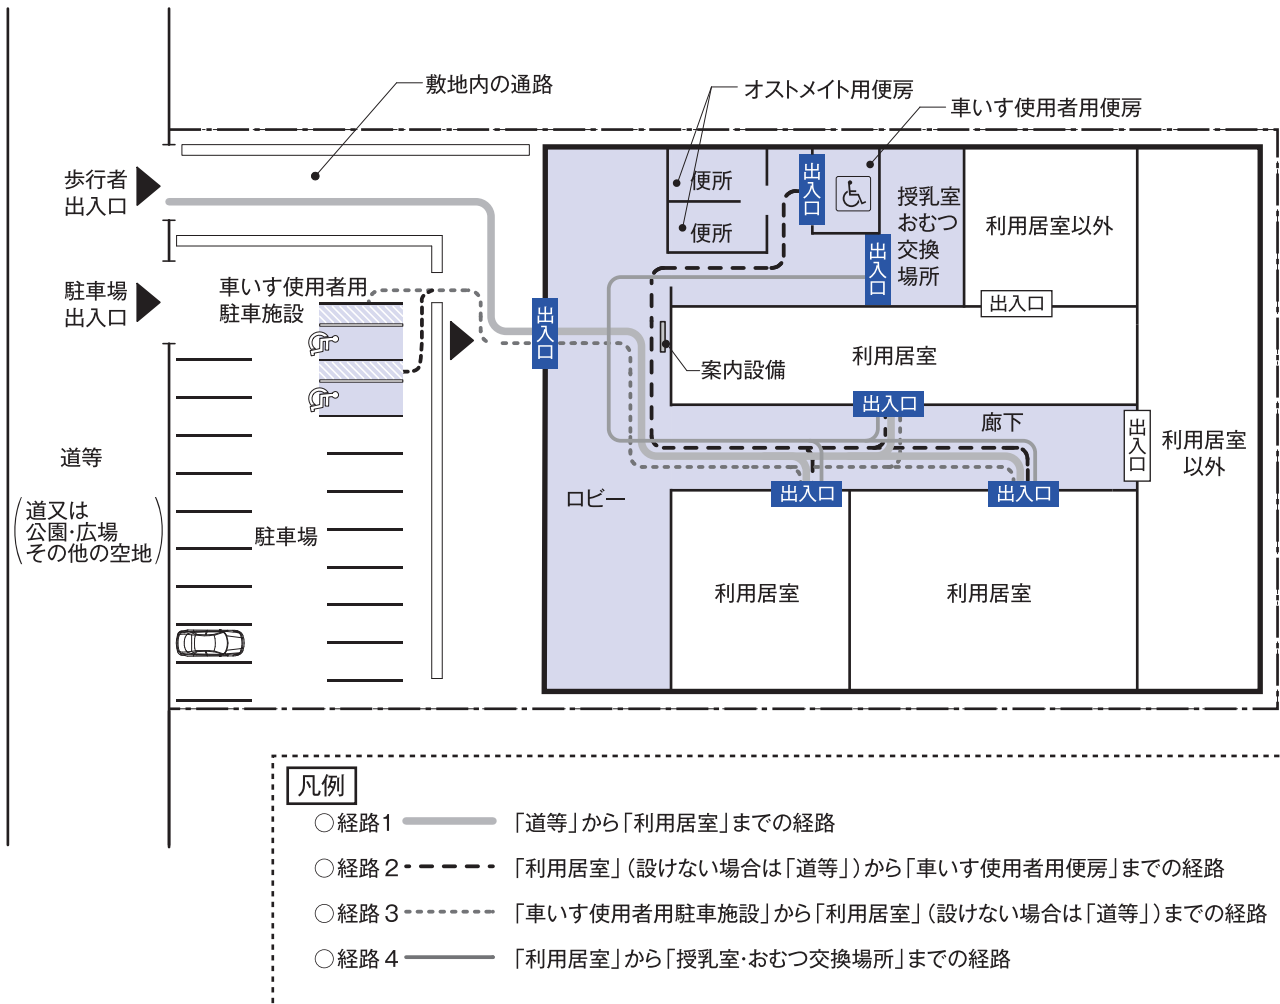 敷地内の通路
オストメイト用便房
車いす使用者用便房
歩行者
出入口
駐車場
出入口
車いす使用者用
駐車施設
出入口
便所
便所
出入口
授乳室
おむつ
交換
場所
出入口
利用居室以外
出入口
利用居室
案内設備
出入口
廊下
出入口
利用居室
以外
道等
道又は
公園・広場
その他の空地
駐車場
ロビー
出入口
出入口
利用居室
利用居室
凡例
○経路1 「道等」から「利用居室」までの経路
○経路2 「利用居室」(設けない場合は「道等」)から「車いす使用者用便房」までの経路
○経路3 「車いす使用者用駐車施設」から「利用居室」(設けない場合は「道等」)までの経路
○経路4 「利用居室」から「授乳室・おむつ交換場所」までの経路